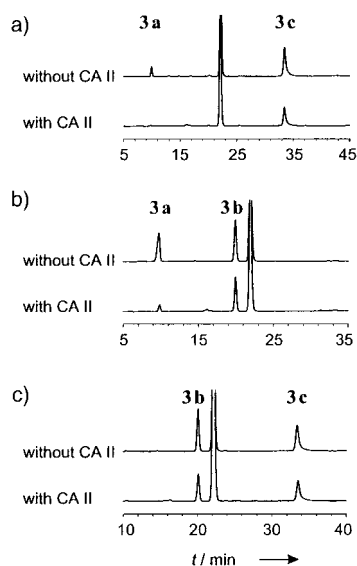 a)
3a 3c
without CA II
with CA II
5 15 25 35 45
b)
3a 3b
without CA II
with CA II
5 15 25 35
c)
3b 3c
without CA II
with CA II
10 20 30 40
t / min